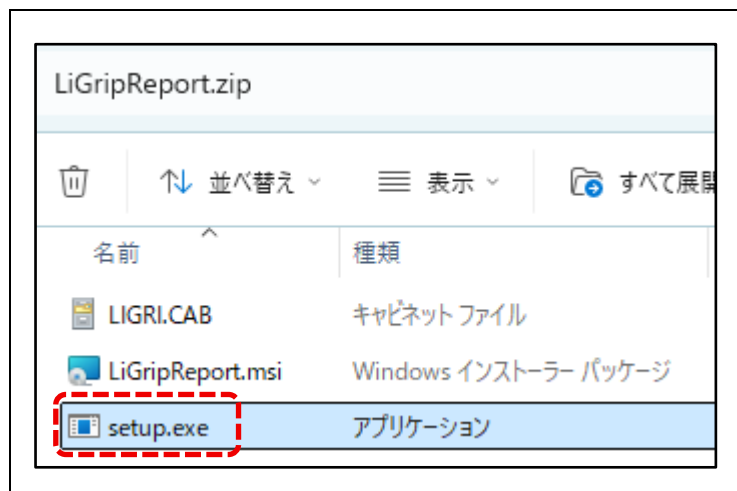 LiGripReport.zip
並べ替え 表示 すべて展開
名前 種類
LIGRI.CAB キャビネット ファイル
LiGripReport.msi Windows インストーラー パッケージ
setup.exe アプリケーション